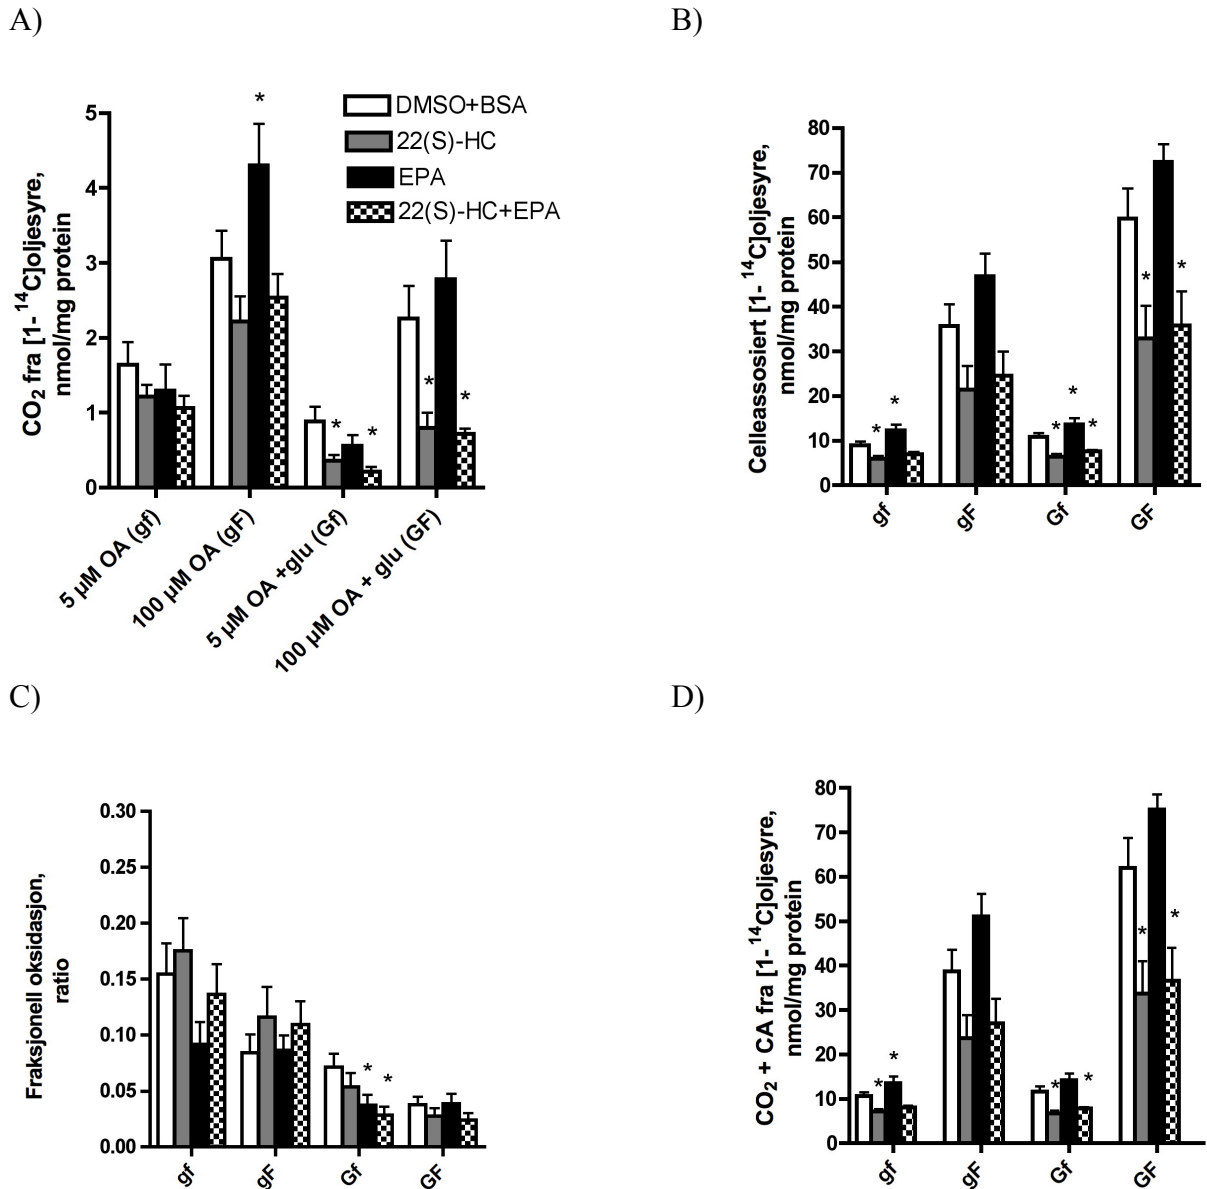 A)
B)
DMSO+BSA
22(S)-HC
EPA
22(S)-HC+EPA
CO2 fra [1- 14C]oljesyre,
nmol/mg protein
5
4
3
2
1
0
*
*
*
*
*
5 µM OA (gf)
100 µM OA (gF)
5 µM OA +glu (Gf)
100 µM OA + glu (GF)
Celleassosiert [1- 14C]oljesyre,
nmol/mg protein
80
70
60
50
40
30
20
10
0
*
*
*
*
*
*
*
gf
gF
Gf
GF
C)
D)
Fraksjonell oksidasjon,
ratio
0.30
0.25
0.20
0.15
0.10
0.05
0.00
*
*
gf
gF
Gf
GF
CO2 + CA fra [1- 14C]oljesyre,
nmol/mg protein
80
70
60
50
40
30
20
10
0
*
*
*
*
*
*
gf
gF
Gf
GF